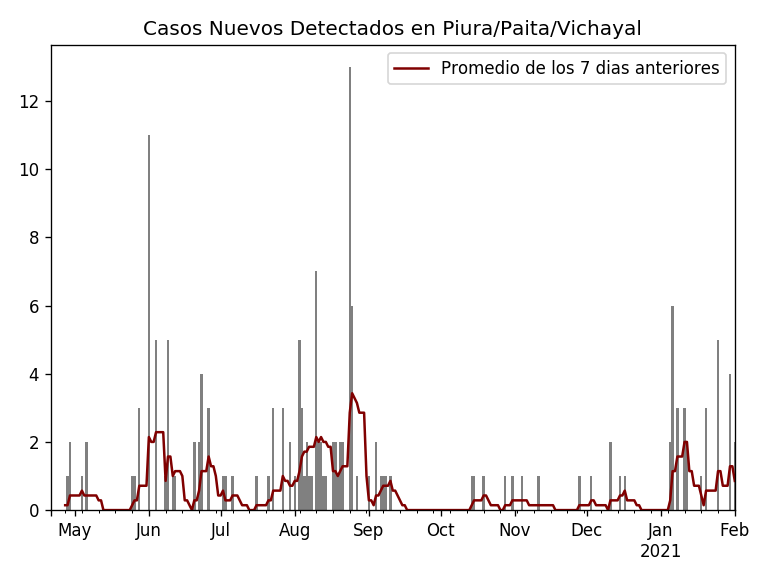 Casos Nuevos Detectados en Piura/Paita/Vichayal
Promedio de los 7 dias anteriores
12
10
8
6
4
2
0
May Jun Jul Aug Sep Oct Nov Dec Jan Feb
2021